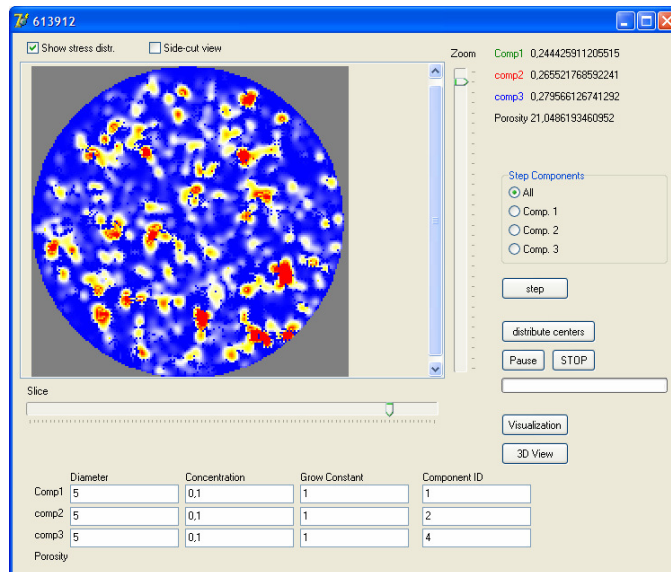 613912
Show stress distr. Side-cut view
Zoom
Comp1 0,244425911205515
comp2 0,265521768592241
comp3 0,279566126741292
Porosity 21,0486193460952
Step Components
All
Comp. 1
Comp. 2
Comp. 3
step
distribute centers
Pause STOP
Slice
Visualization
3D View
Diameter Concentration Grow Constant Component ID
Comp1 5 0,1 1 1
comp2 5 0,1 1 2
comp3 5 0,1 1 4
Porosity